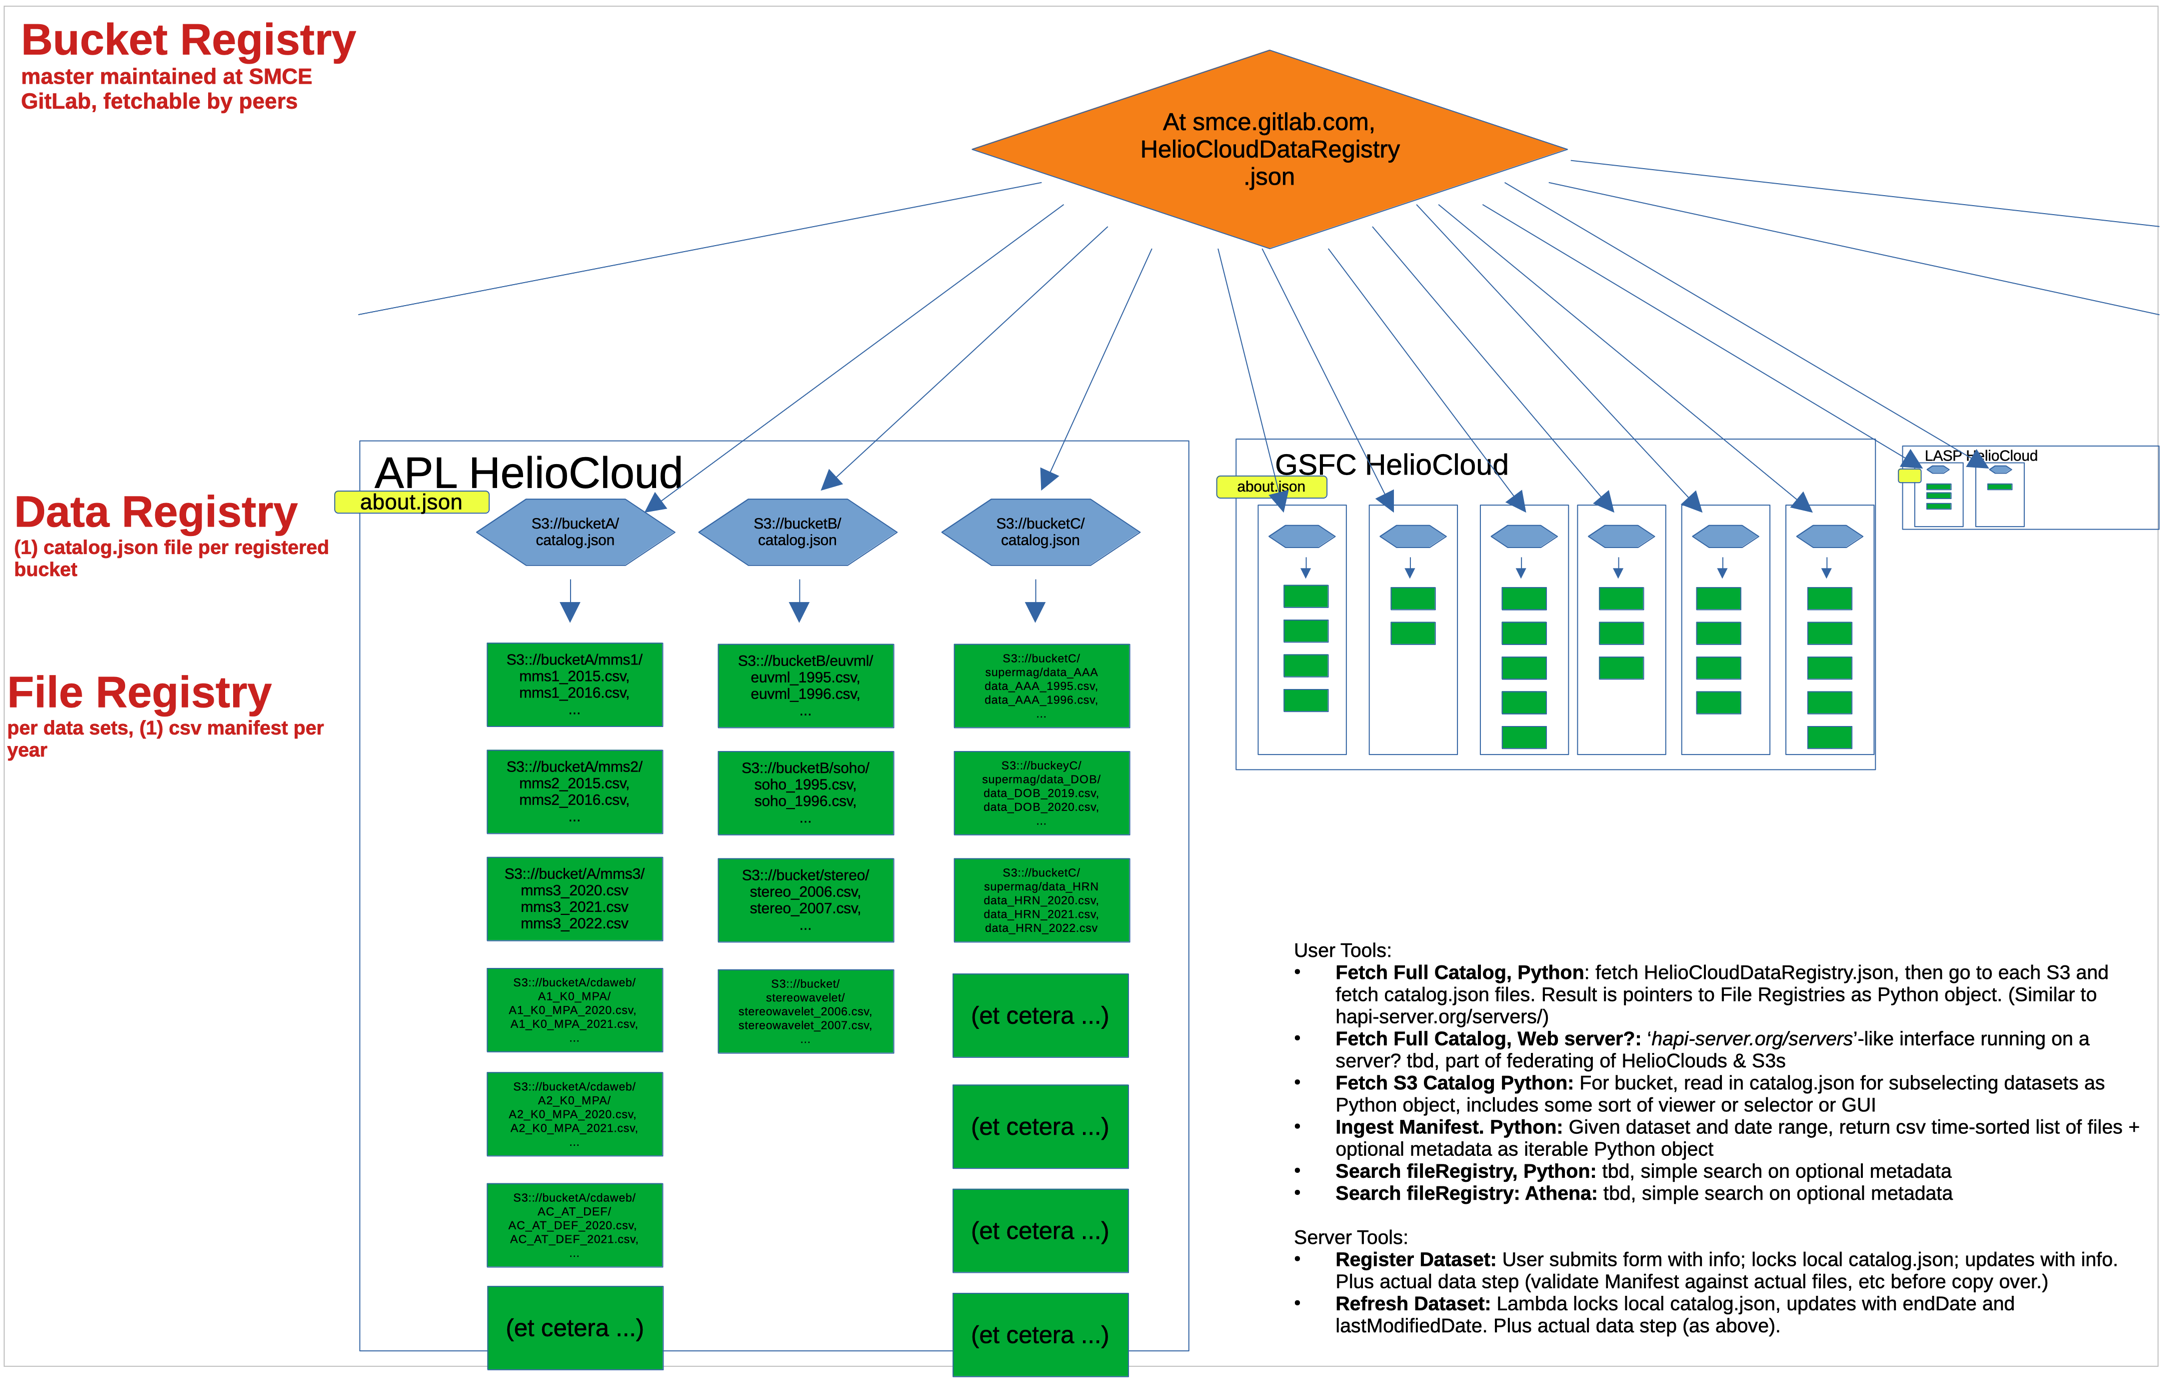 Bucket Registry
master maintained at SMCE
GitLab, fetchable by peers
At smce.gitlab.com,
HelioCloudDataRegistry
.json
APL HelioCloud
about.json
Data Registry
(1) catalog.json file per registered
bucket
File Registry
per data sets, (1) csv manifest per
year
S3://bucketA/
catalog.json
S3://bucketB/
catalog.json
S3://bucketC/
catalog.json
S3:://bucketA/mms1/
mms1_2015.csv,
mms1_2016.csv,
...
S3:://bucketA/mms2/
mms2_2015.csv,
mms2_2016.csv,
...
S3:://bucket/A/mms3/
mms3_2020.csv
mms3_2021.csv
mms3_2022.csv
S3:://bucketA/cdaweb/
A1_K0_MPA/
A1_K0_MPA_2020.csv,
A1_K0_MPA_2021.csv,
...
S3:://bucketA/cdaweb/
A2_K0_MPA/
A2_K0_MPA_2020.csv,
A2_K0_MPA_2021.csv,
...
S3:://bucketA/cdaweb/
AC_AT_DEF/
AC_AT_DEF_2020.csv,
AC_AT_DEF_2021.csv,
...
(et cetera ...)
S3:://bucketB/euvml/
euvml_1995.csv,
euvml_1996.csv,
...
S3:://bucketB/soho/
soho_1995.csv,
soho_1996.csv,
...
S3:://bucket/stereo/
stereo_2006.csv,
stereo_2007.csv,
...
S3:://bucket/
stereowavelet/
stereowavelet_2006.csv,
stereowavelet_2007.csv,
...
S3:://bucketC/
supermag/data_AAA
data_AAA_1995.csv,
data_AAA_1996.csv,
...
S3:://buckeyC/
supermag/data_DOB/
data_DOB_2019.csv,
data_DOB_2020.csv,
...
S3:://bucketC/
supermag/data_HRN
data_HRN_2020.csv,
data_HRN_2021.csv,
data_HRN_2022.csv
(et cetera ...)
(et cetera ...)
(et cetera ...)
(et cetera ...)
GSFC HelioCloud
about.json
LASP HelioCloud
User Tools:
• Fetch Full Catalog, Python: fetch HelioCloudDataRegistry.json, then go to each S3 and
fetch catalog.json files. Result is pointers to File Registries as Python object. (Similar to
hapi-server.org/servers/)
• Fetch Full Catalog, Web server?: ‘hapi-server.org/servers’-like interface running on a
server? tbd, part of federating of HelioClouds & S3s
• Fetch S3 Catalog Python: For bucket, read in catalog.json for subselecting datasets as
Python object, includes some sort of viewer or selector or GUI
• Ingest Manifest. Python: Given dataset and date range, return csv time-sorted list of files +
optional metadata as iterable Python object
• Search fileRegistry, Python: tbd, simple search on optional metadata
• Search fileRegistry: Athena: tbd, simple search on optional metadata
Server Tools:
• Register Dataset: User submits form with info; locks local catalog.json; updates with info.
Plus actual data step (validate Manifest against actual files, etc before copy over.)
• Refresh Dataset: Lambda locks local catalog.json, updates with endDate and
lastModifiedDate. Plus actual data step (as above).